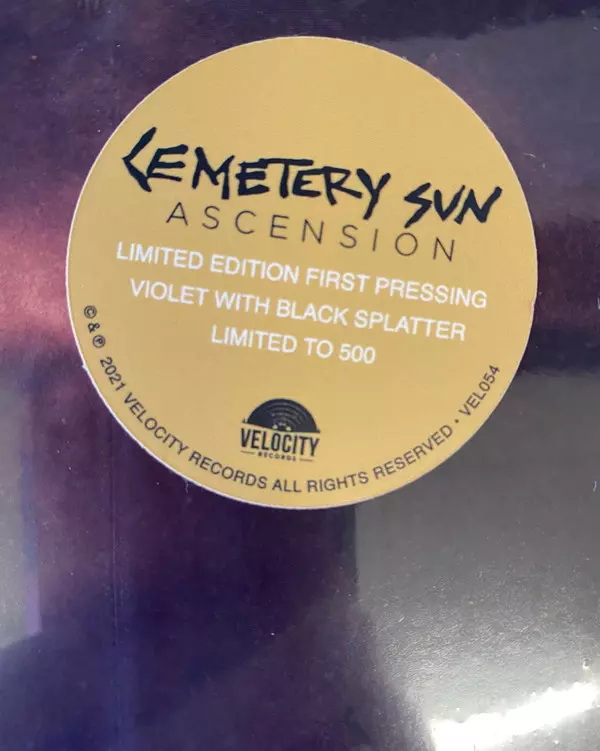 CEMETERY SUN
ASCENSION
LIMITED EDITION FIRST PRESSING
VIOLET WITH BLACK SPLATTER
LIMITED TO 500
VELOCITY
RECORDS
© & ℗ 2021 VELOCITY RECORDS ALL RIGHTS RESERVED • VEL054